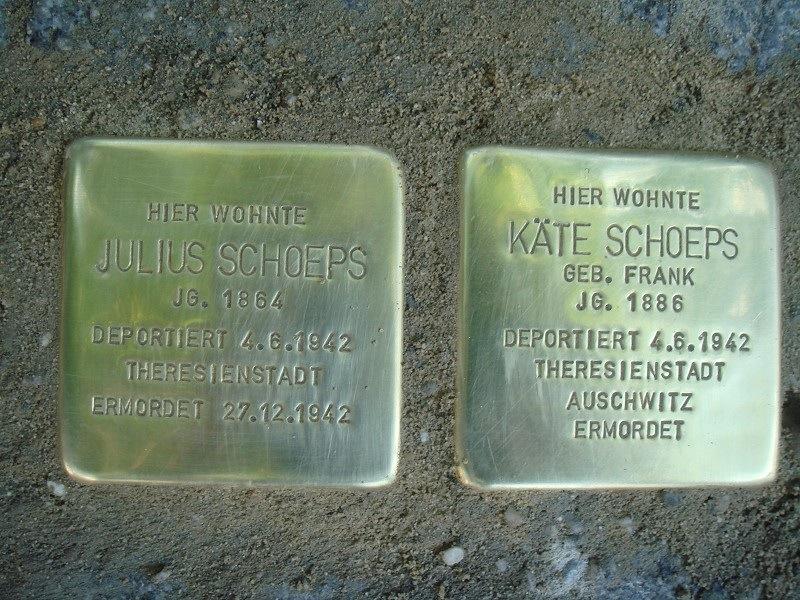 HIER WOHNTE
JULIUS SCHOEPS
JG. 1864
DEPORTIERT 4.6.1942
THERESIENSTADT
ERMORDET 27.12.1942
HIER WOHNTE
KÄTE SCHOEPS
GEB. FRANK
JG. 1886
DEPORTIERT 4.6.1942
THERESIENSTADT
AUSCHWITZ
ERMORDET